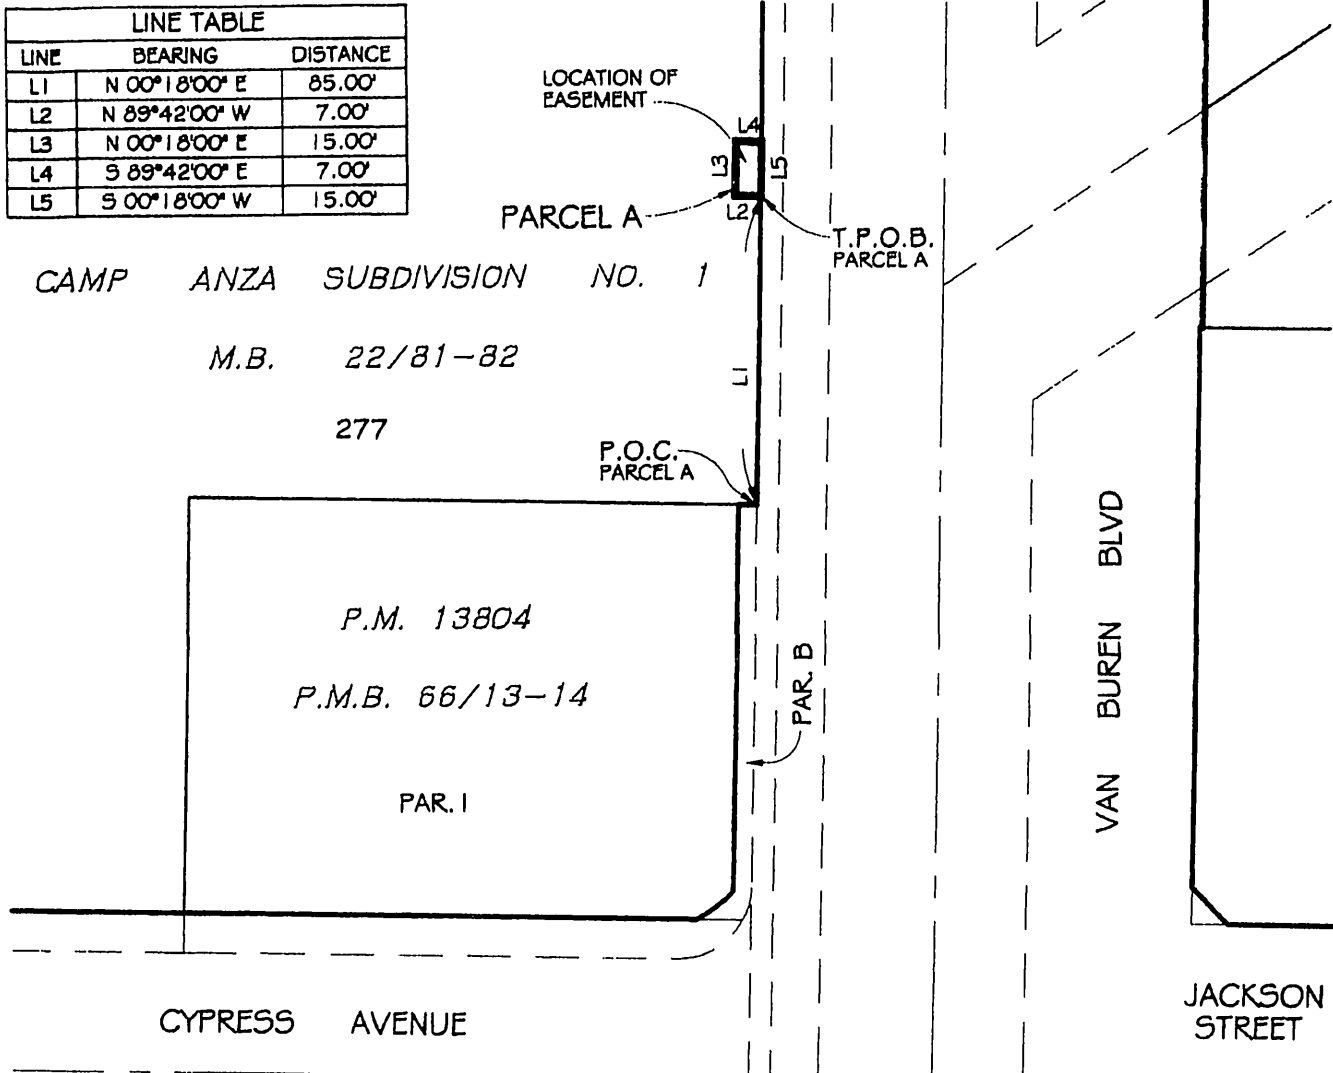 LINE TABLE
LINE BEARING DISTANCE
L1 N 00°18'00" E 85.00'
L2 N 89°42'00" W 7.00'
L3 N 00°18'00" E 15.00'
L4 S 89°42'00" E 7.00'
L5 S 00°18'00" W 15.00'
LOCATION OF
EASEMENT
L4
L3
L5
L2
PARCEL A
T.P.O.B.
PARCEL A
CAMP ANZA SUBDIVISION NO. 1
M.B. 22/81-82
277
L1
P.O.C.
PARCEL A
P.M. 13804
P.M.B. 66/13-14
PAR. 1
PAR. B
VAN BUREN BLVD
CYPRESS AVENUE
JACKSON
STREET